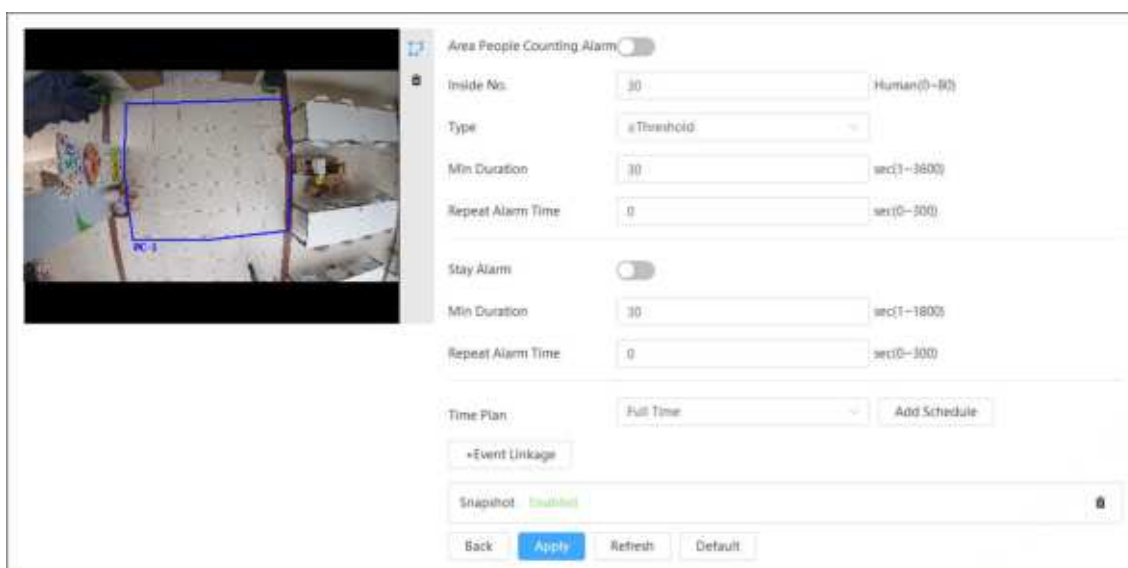 Area People Counting Alarm
Inside No. 30 Human(0~80)
Type ≥Threshold
Min Duration 30 sec(1~3600)
Repeat Alarm Time 0 sec(0~300)
PC-1
Stay Alarm
Min Duration 30 sec(1~1800)
Repeat Alarm Time 0 sec(0~300)
Time Plan Full Time Add Schedule
+Event Linkage
Snapshot Enabled
Back Apply Refresh Default